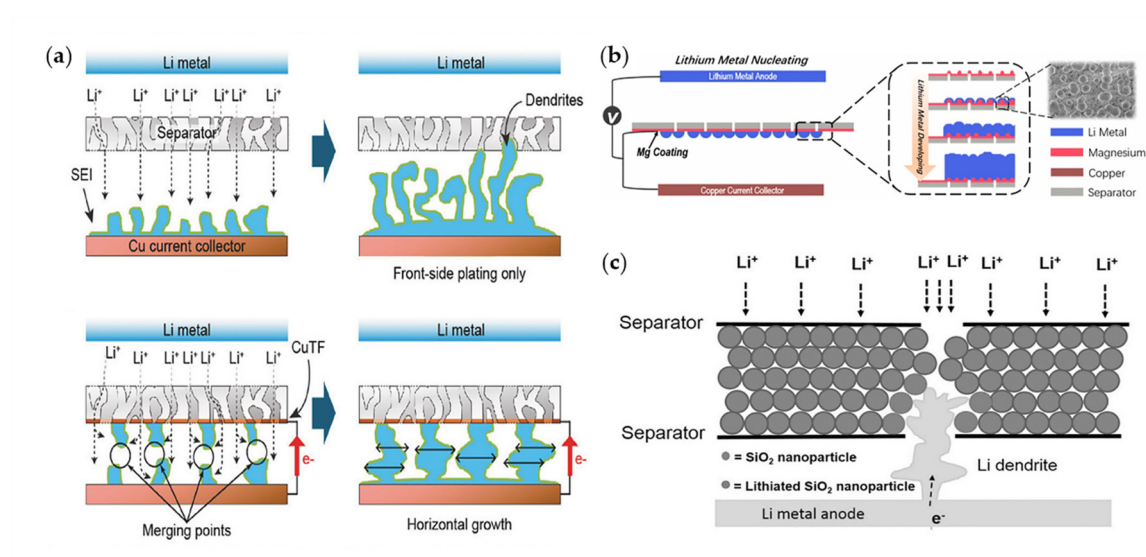 (a)
Li metal
Li+ Li+ Li+ Li+ Li+ Li+
Separator
SEI
Cu current collector
Li metal
Dendrites
Front-side plating only
Li metal
Li+ Li+ Li+ Li+ Li+ Li+
CuTF
e-
Merging points
Li metal
e-
Horizontal growth
(b)
Lithium Metal Nucleating
Lithium Metal Anode
V
Mg Coating
Copper Current Collector
Lithium Metal Developing
Li Metal
Magnesium
Copper
Separator
(c)
Li+ Li+ Li+ Li+ Li+ Li+ Li+ Li+
Separator
Separator
= SiO2 nanoparticle
= Lithiated SiO2 nanoparticle
Li dendrite
Li metal anode
e-